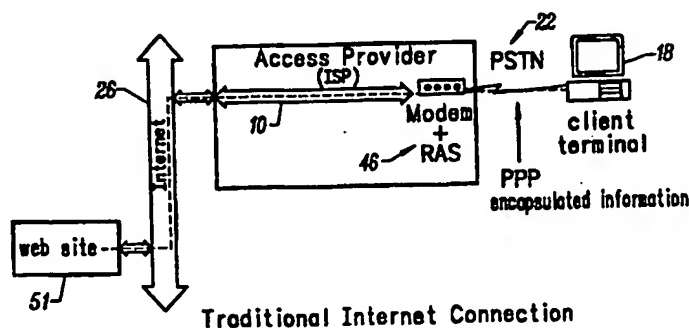 22
Access Provider
(ISP)
PSTN
18
26
10
Modem
+
RAS
46
client
terminal
PPP
encapsulated information
Internet
web site
51
Traditional Internet Connection